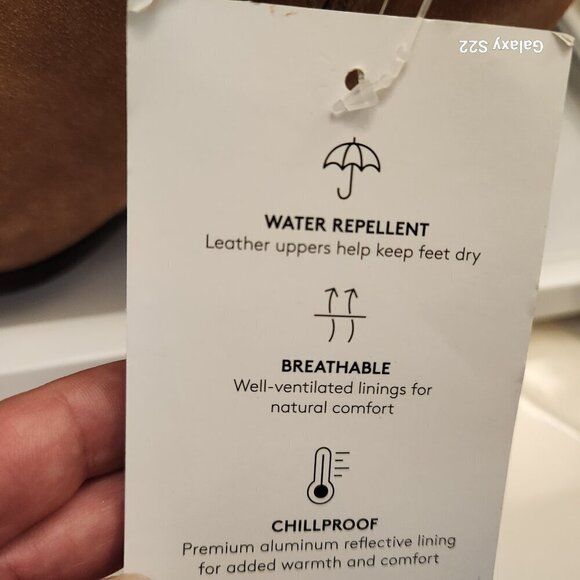 Galaxy S22
WATER REPELLENT
Leather uppers help keep feet dry
BREATHABLE
Well-ventilated linings for
natural comfort
CHILLPROOF
Premium aluminum reflective lining
for added warmth and comfort